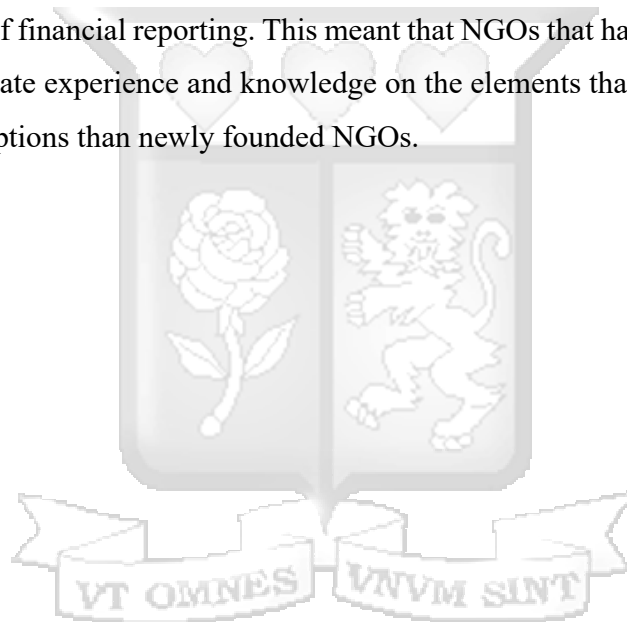 f financial reporting. This meant that NGOs that ha
ate experience and knowledge on the elements tha
ptions than newly founded NGOs.
VT OMNES VNVM SINT